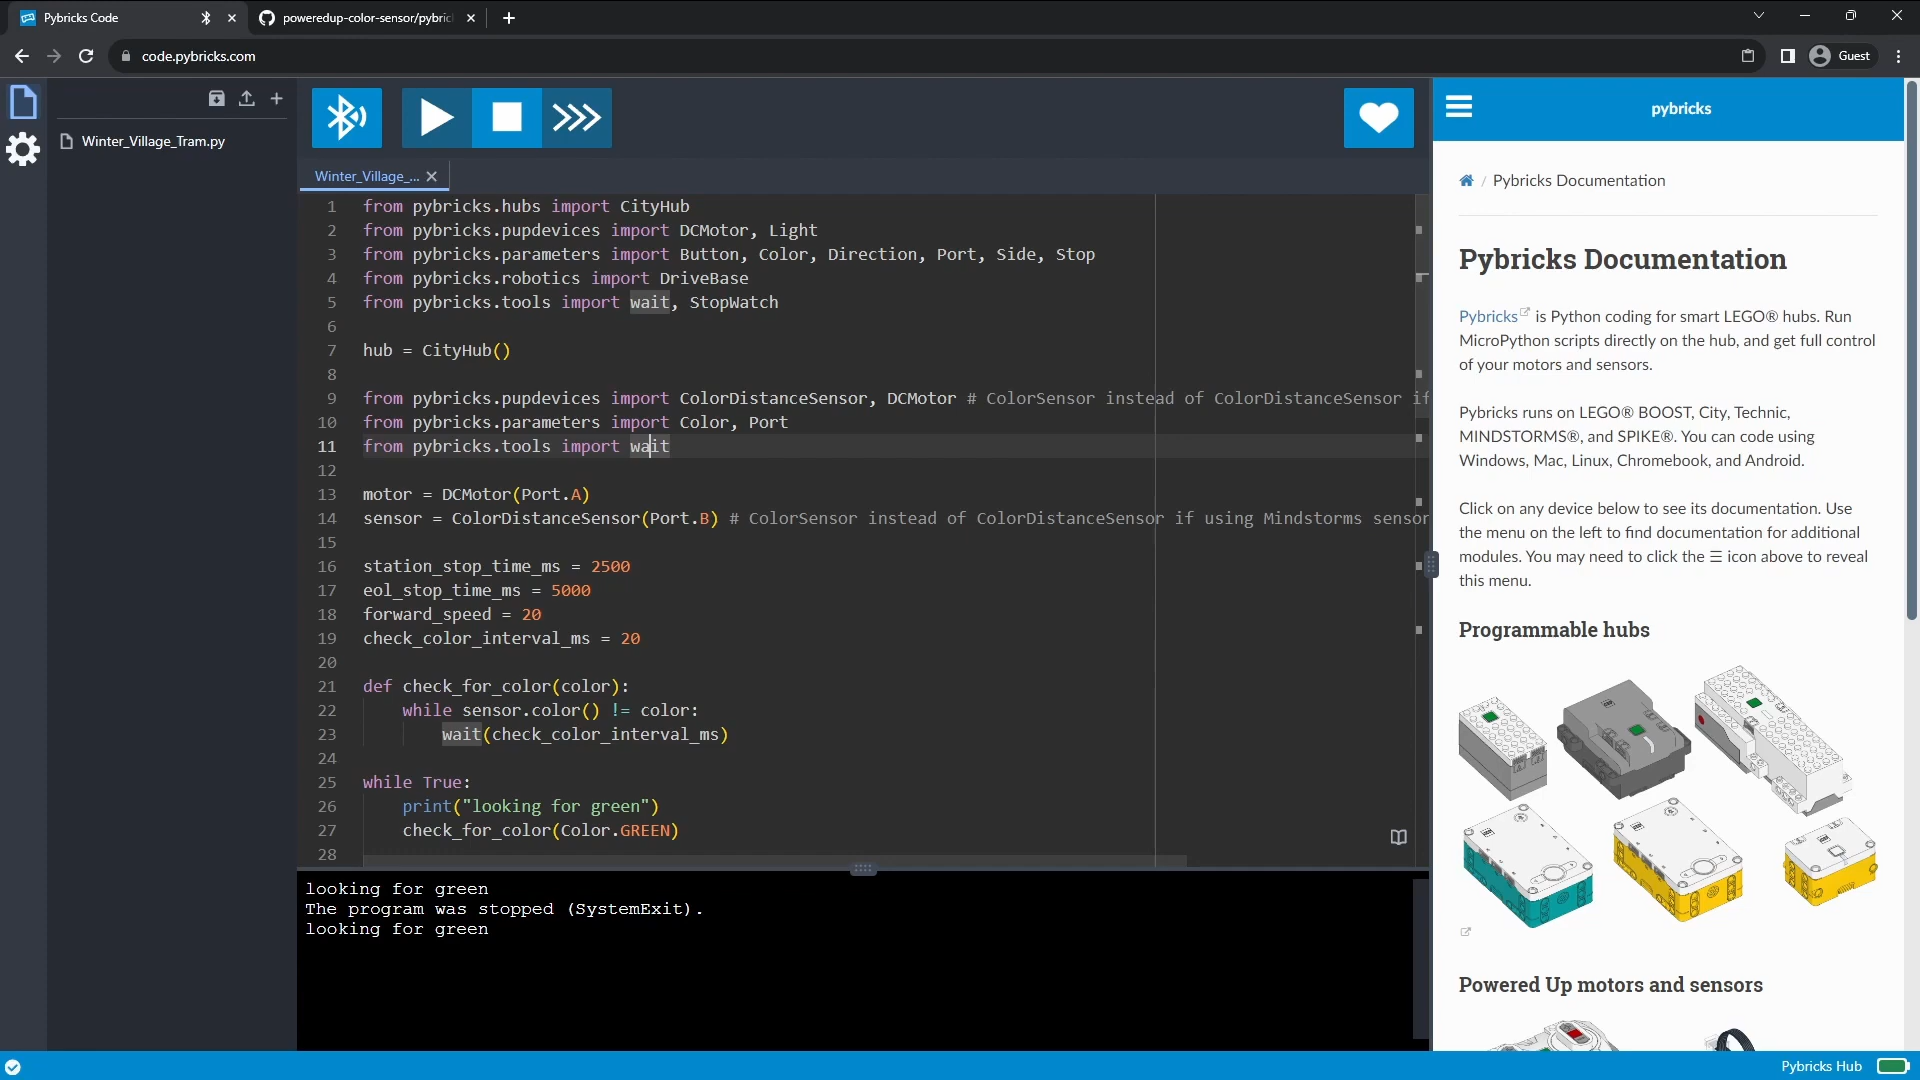 Pybricks Code
poweredup-color-sensor/pybric
code.pybricks.com
Guest
Winter_Village_Tram.py
Winter_Village_...
1 from pybricks.hubs import CityHub
2 from pybricks.pupdevices import DCMotor, Light
3 from pybricks.parameters import Button, Color, Direction, Port, Side, Stop
4 from pybricks.robotics import DriveBase
5 from pybricks.tools import wait, StopWatch
6
7 hub = CityHub()
8
9 from pybricks.pupdevices import ColorDistanceSensor, DCMotor # ColorSensor instead of ColorDistanceSensor if
10 from pybricks.parameters import Color, Port
11 from pybricks.tools import wait
12
13 motor = DCMotor(Port.A)
14 sensor = ColorDistanceSensor(Port.B) # ColorSensor instead of ColorDistanceSensor if using Mindstorms sensor
15
16 station_stop_time_ms = 2500
17 eol_stop_time_ms = 5000
18 forward_speed = 20
19 check_color_interval_ms = 20
20
21 def check_for_color(color):
22 while sensor.color() != color:
23 wait(check_color_interval_ms)
24
25 while True:
26 print("looking for green")
27 check_for_color(Color.GREEN)
28
looking for green
The program was stopped (SystemExit).
looking for green
pybricks
/ Pybricks Documentation
Pybricks Documentation
Pybricks is Python coding for smart LEGO® hubs. Run
MicroPython scripts directly on the hub, and get full control
of your motors and sensors.
Pybricks runs on LEGO® BOOST, City, Technic,
MINDSTORMS®, and SPIKE®. You can code using
Windows, Mac, Linux, Chromebook, and Android.
Click on any device below to see its documentation. Use
the menu on the left to find documentation for additional
modules. You may need to click the ☰ icon above to reveal
this menu.
Programmable hubs
Powered Up motors and sensors
Pybricks Hub